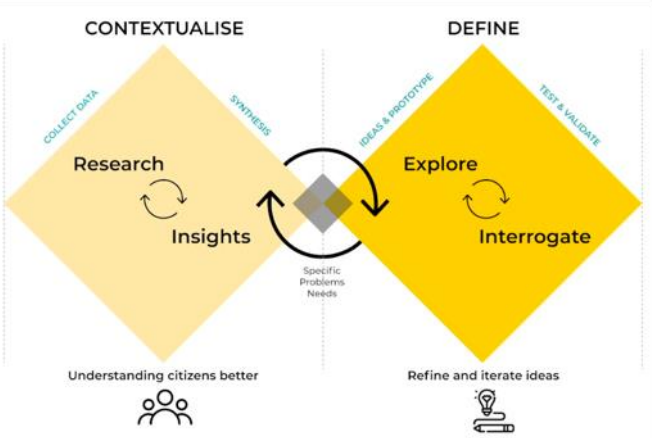 CONTEXTUALISE
DEFINE
COLLECT DATA
SYNTHESIS
IDEAS & PROTOTYPE
TEST & VALIDATE
Research
Insights
Explore
Interrogate
Specific
Problems
Needs
Understanding citizens better
Refine and iterate ideas